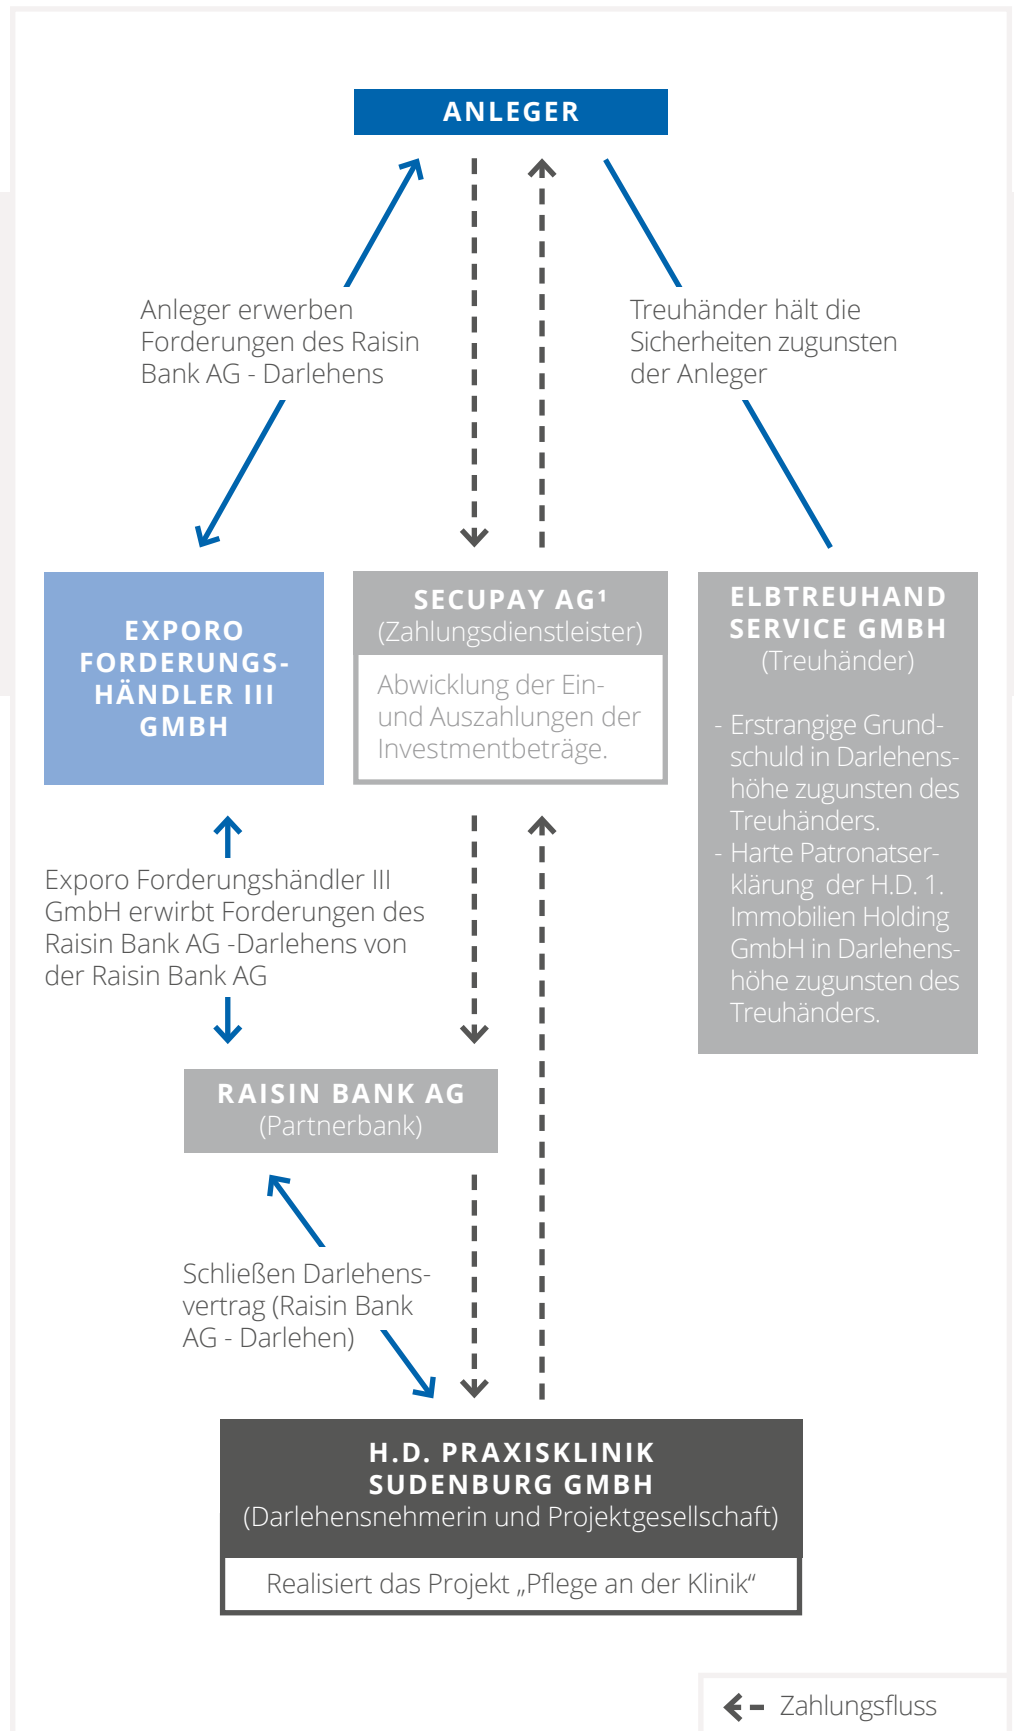 ANLEGER
Anleger erwerben
Forderungen des Raisin
Bank AG - Darlehens
Treuhänder hält die
Sicherheiten zugunsten
der Anleger
EXPORO
FORDERUNGS-
HÄNDLER III
GMBH
SECUPAY AG¹
(Zahlungsdienstleister)
Abwicklung der Ein-
und Auszahlungen der
Investmentbeträge.
ELBTREUHAND
SERVICE GMBH
(Treuhänder)
- Erstrangige Grund-
schuld in Darlehens-
höhe zugunsten des
Treuhänders.
- Harte Patronatser-
klärung der H.D. 1.
Immobilien Holding
GmbH in Darlehens-
höhe zugunsten des
Treuhänders.
Exporo Forderungshändler III
GmbH erwirbt Forderungen des
Raisin Bank AG -Darlehens von
der Raisin Bank AG
RAISIN BANK AG
(Partnerbank)
Schließen Darlehens-
vertrag (Raisin Bank
AG - Darlehen)
H.D. PRAXISKLINIK
SUDENBURG GMBH
(Darlehensnehmerin und Projektgesellschaft)
Realisiert das Projekt „Pflege an der Klinik“
Zahlungsfluss